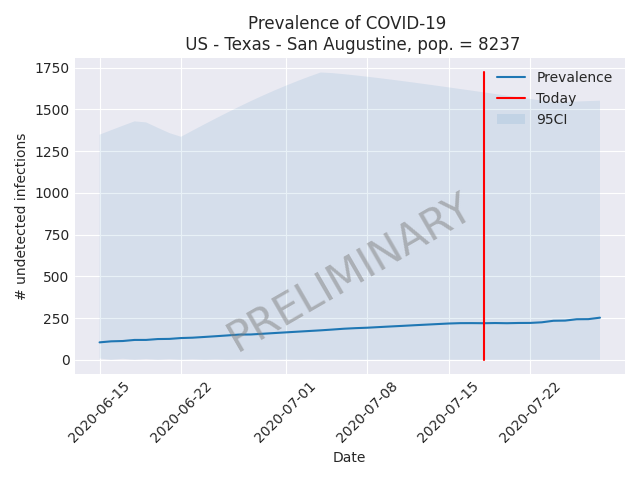 Prevalence of COVID-19
US - Texas - San Augustine, pop. = 8237
1750
1500
1250
1000
750
500
250
0
# undetected infections
Prevalence
Today
95CI
PRELIMINARY
2020-06-15
2020-06-22
2020-07-01
2020-07-08
2020-07-15
2020-07-22
Date